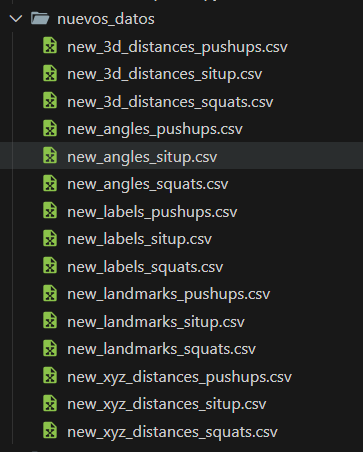 nuevos_datos
new_3d_distances_pushups.csv
new_3d_distances_situp.csv
new_3d_distances_squats.csv
new_angles_pushups.csv
new_angles_situp.csv
new_angles_squats.csv
new_labels_pushups.csv
new_labels_situp.csv
new_labels_squats.csv
new_landmarks_pushups.csv
new_landmarks_situp.csv
new_landmarks_squats.csv
new_xyz_distances_pushups.csv
new_xyz_distances_situp.csv
new_xyz_distances_squats.csv